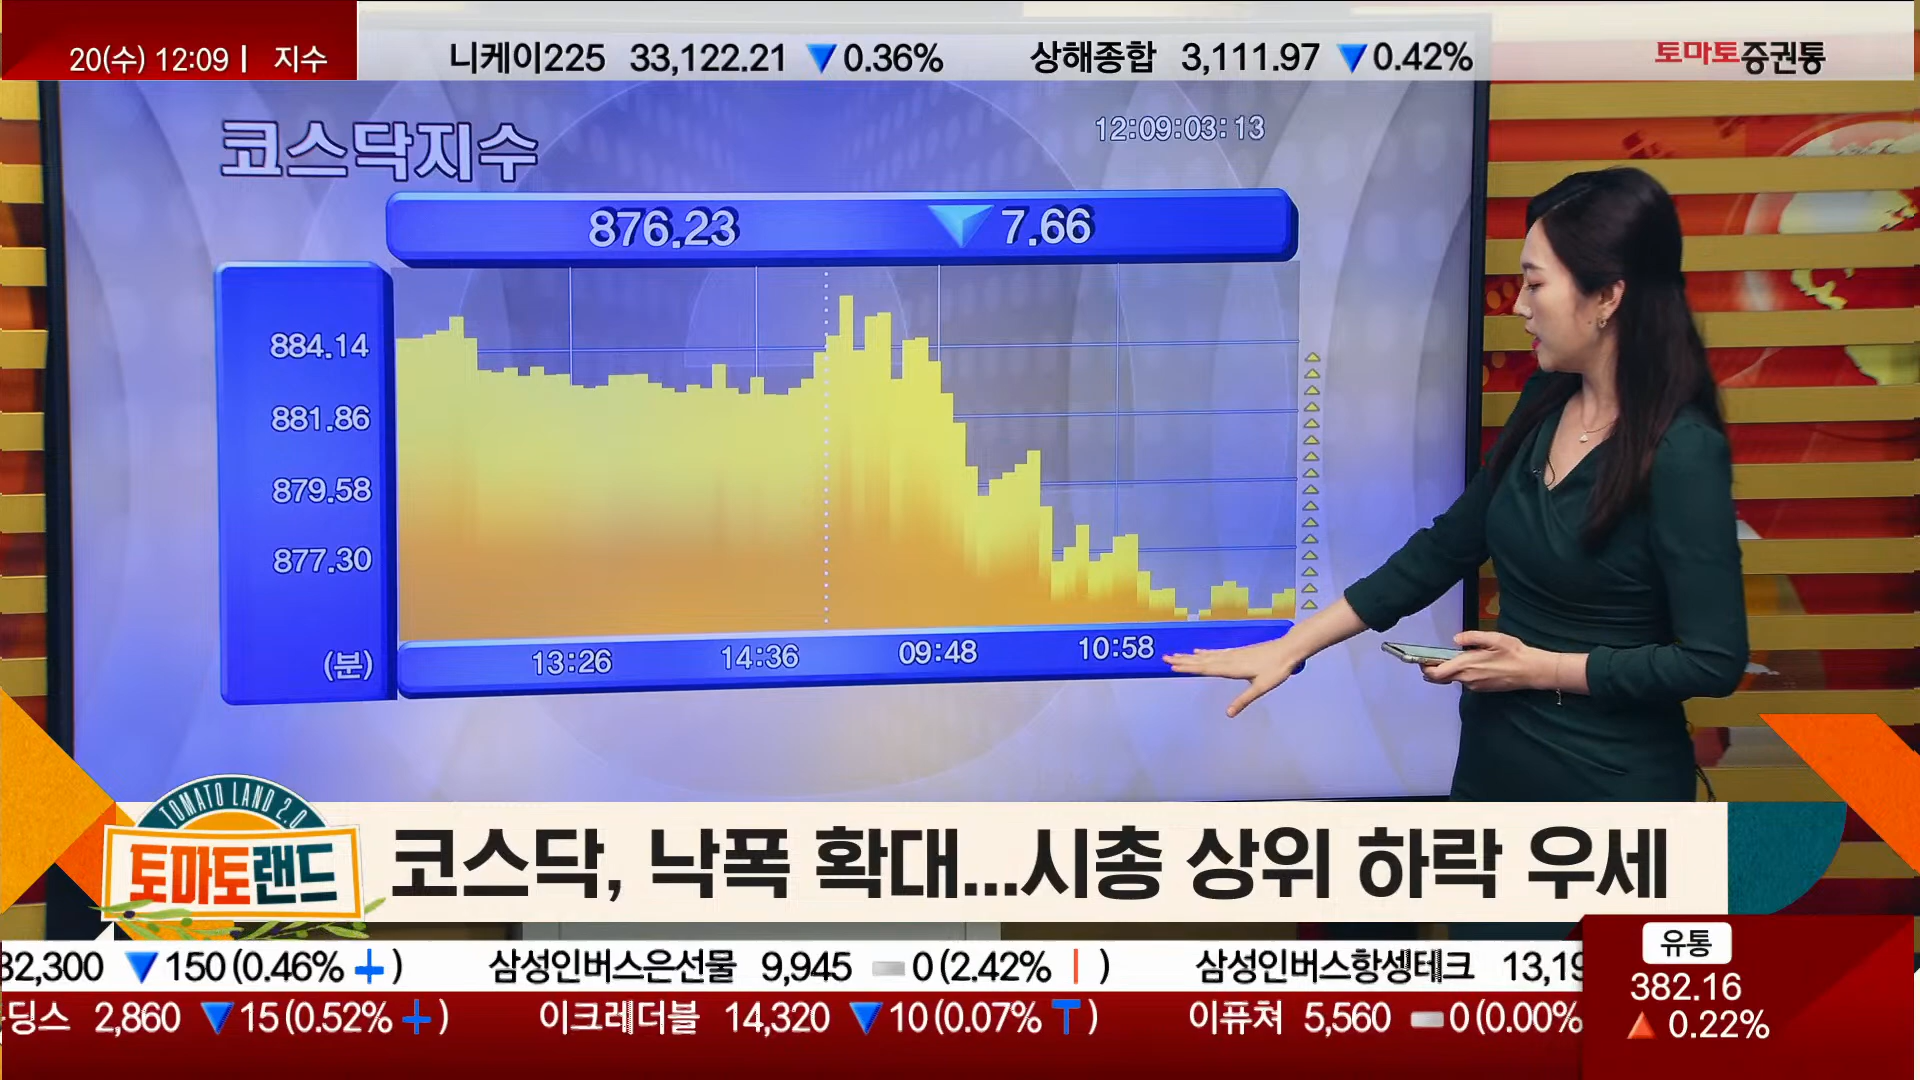 20(수) 12:09 | 지수
니케이225 33,122.21 ▼0.36% 상해종합 3,111.97 ▼0.42%
토마토증권통
코스닥지수
12:09:03:13
876.23 ▼ 7.66
884.14
881.86
879.58
877.30
(분)
13:26 14:36 09:48 10:58
TOMATO LAND 2.0
토마토랜드
코스닥, 낙폭 확대...시총 상위 하락 우세
32,300 ▼150(0.46% ) 삼성인버스은선물 9,945 0(2.42% ) 삼성인버스항셍테크 13,19
딩스 2,860 ▼15(0.52% ) 이크레더블 14,320 ▼10(0.07% ) 이퓨쳐 5,560 0(0.00%
유통
382.16
▲ 0.22%